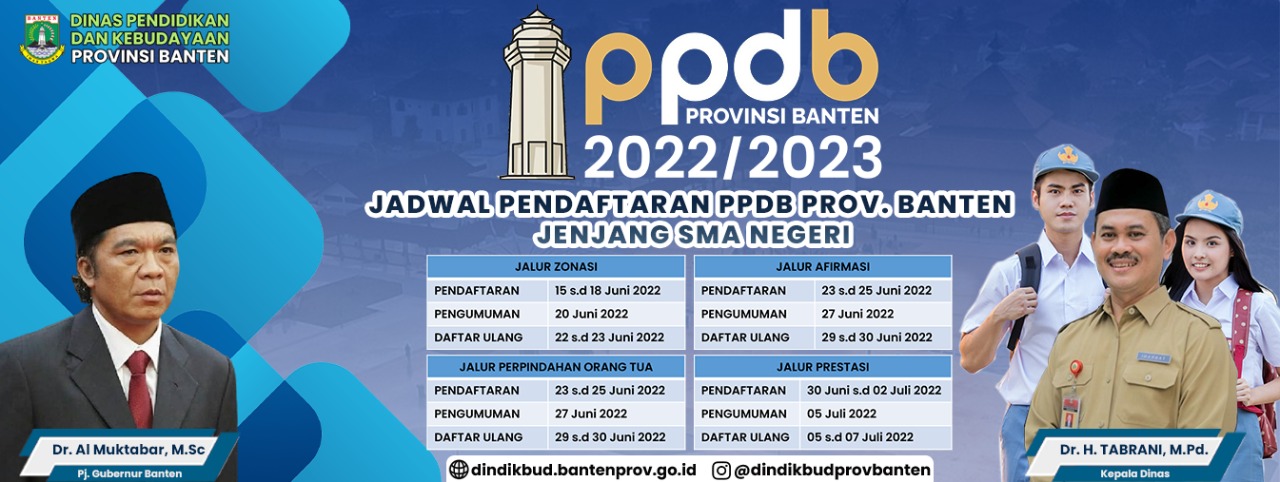 BANTEN
DINAS PENDIDIKAN
DAN KEBUDAYAAN
PROVINSI BANTEN
ppdb
PROVINSI BANTEN
2022/2023
JADWAL PENDAFTARAN PPDB PROV. BANTEN
JENJANG SMA NEGERI
JALUR ZONASI
PENDAFTARAN 15 s.d 18 Juni 2022
PENGUMUMAN 20 Juni 2022
DAFTAR ULANG 22 s.d 23 Juni 2022
JALUR AFIRMASI
PENDAFTARAN 23 s.d 25 Juni 2022
PENGUMUMAN 27 Juni 2022
DAFTAR ULANG 29 s.d 30 Juni 2022
JALUR PERPINDAHAN ORANG TUA
PENDAFTARAN 23 s.d 25 Juni 2022
PENGUMUMAN 27 Juni 2022
DAFTAR ULANG 29 s.d 30 Juni 2022
JALUR PRESTASI
PENDAFTARAN 30 Juni s.d 02 Juli 2022
PENGUMUMAN 05 Juli 2022
DAFTAR ULANG 05 s.d 07 Juli 2022
Dr. Al Muktabar, M.Sc
Pj. Gubernur Banten
Dr. H. TABRANI, M.Pd.
Kepala Dinas
dindikbud.bantenprov.go.id @dindikbudprovbanten